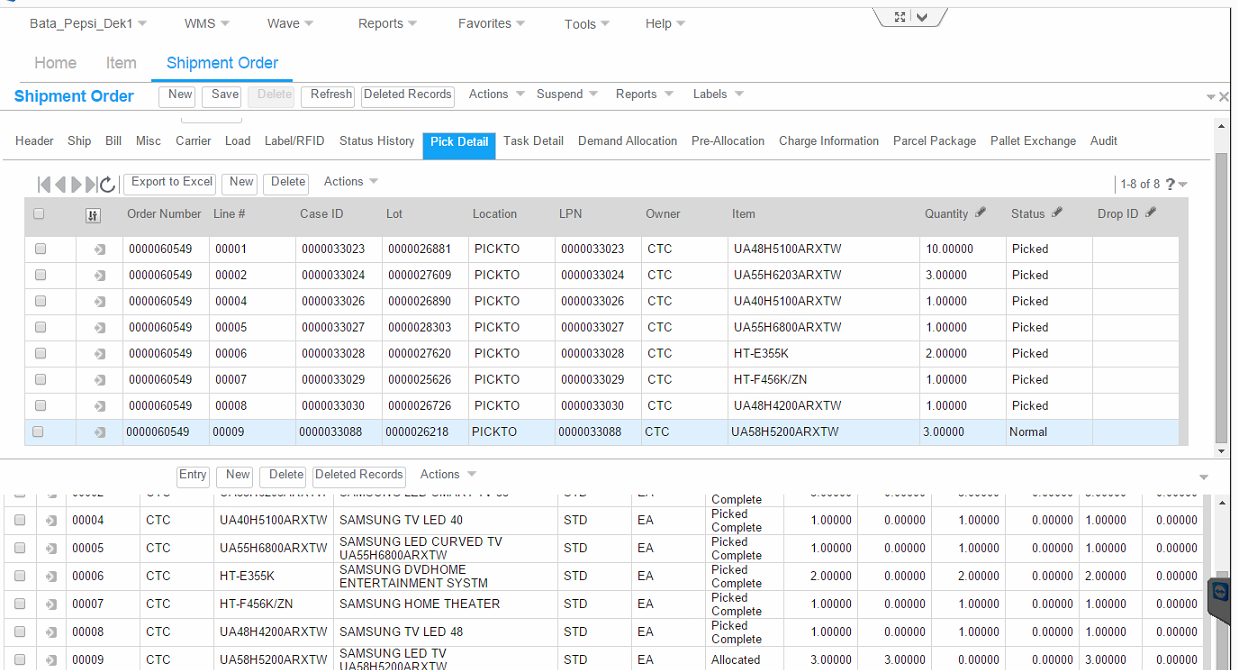 Bata_Pepsi_Dek1 WMS Wave Reports Favorites Tools Help
Home Item Shipment Order
Shipment Order New Save Delete Refresh Deleted Records Actions Suspend Reports Labels
Header Ship Bill Misc Carrier Load Label/RFID Status History Pick Detail Task Detail Demand Allocation Pre-Allocation Charge Information Parcel Package Pallet Exchange Audit
Export to Excel New Delete Actions 1-8 of 8 ?
Order Number Line # Case ID Lot Location LPN Owner Item Quantity Status Drop ID
0000060549 00001 0000033023 0000026881 PICKTO 0000033023 CTC UA48H5100ARXTW 10.00000 Picked
0000060549 00002 0000033024 0000027609 PICKTO 0000033024 CTC UA55H6203ARXTW 3.00000 Picked
0000060549 00004 0000033026 0000026890 PICKTO 0000033026 CTC UA40H5100ARXTW 1.00000 Picked
0000060549 00005 0000033027 0000028303 PICKTO 0000033027 CTC UA55H6800ARXTW 1.00000 Picked
0000060549 00006 0000033028 0000027620 PICKTO 0000033028 CTC HT-E355K 2.00000 Picked
0000060549 00007 0000033029 0000025626 PICKTO 0000033029 CTC HT-F456K/ZN 1.00000 Picked
0000060549 00008 0000033030 0000026726 PICKTO 0000033030 CTC UA48H4200ARXTW 1.00000 Picked
0000060549 00009 0000033088 0000026218 PICKTO 0000033088 CTC UA58H5200ARXTW 3.00000 Normal
Entry New Delete Deleted Records Actions
Complete
00004 CTC UA40H5100ARXTW SAMSUNG TV LED 40 STD EA Picked Complete 1.00000 0.00000 1.00000 0.00000 1.00000 0.00000
00005 CTC UA55H6800ARXTW SAMSUNG LED CURVED TV UA55H6800ARXTW STD EA Picked Complete 1.00000 0.00000 1.00000 0.00000 1.00000 0.00000
00006 CTC HT-E355K SAMSUNG DVDHOME ENTERTAINMENT SYSTM STD EA Picked Complete 2.00000 0.00000 2.00000 0.00000 2.00000 0.00000
00007 CTC HT-F456K/ZN SAMSUNG HOME THEATER STD EA Picked Complete 1.00000 0.00000 1.00000 0.00000 1.00000 0.00000
00008 CTC UA48H4200ARXTW SAMSUNG TV LED 48 STD EA Picked Complete 1.00000 0.00000 1.00000 0.00000 1.00000 0.00000
00009 CTC UA58H5200ARXTW SAMSUNG LED TV UA58H5200ARXTW STD EA Allocated 3.00000 3.00000 0.00000 0.00000 3.00000 0.00000